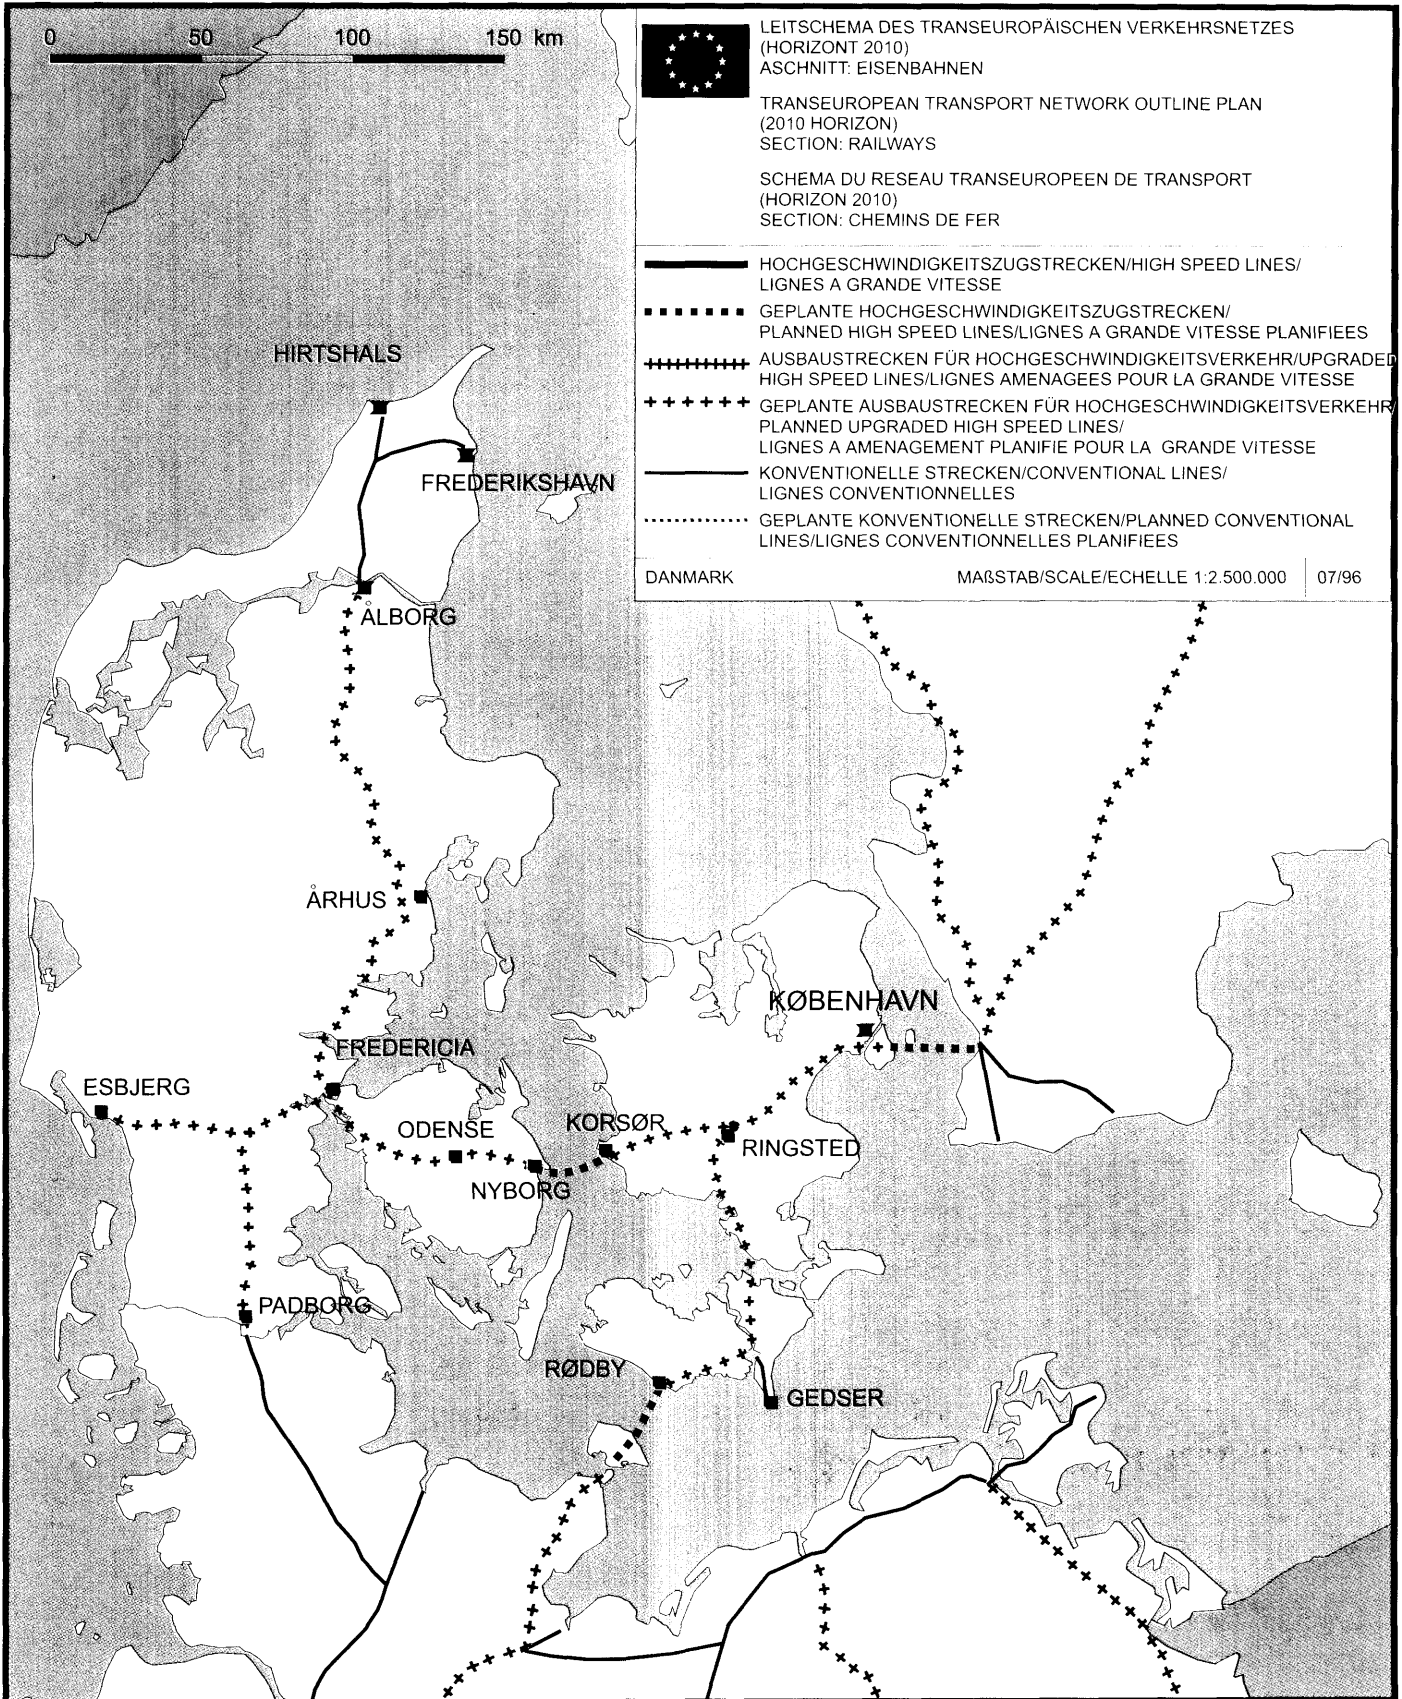 0 50 100 150 km
LEITSCHEMA DES TRANSEUROPÄISCHEN VERKEHRSNETZES
(HORIZONT 2010)
ASCHNITT: EISENBAHNEN
TRANSEUROPEAN TRANSPORT NETWORK OUTLINE PLAN
(2010 HORIZON)
SECTION: RAILWAYS
SCHEMA DU RESEAU TRANSEUROPEEN DE TRANSPORT
(HORIZON 2010)
SECTION: CHEMINS DE FER
HOCHGESCHWINDIGKEITSZUGSTRECKEN/HIGH SPEED LINES/
LIGNES A GRANDE VITESSE
GEPLANTE HOCHGESCHWINDIGKEITSZUGSTRECKEN/
PLANNED HIGH SPEED LINES/LIGNES A GRANDE VITESSE PLANIFIEES
AUSBAUSTRECKEN FÜR HOCHGESCHWINDIGKEITSVERKEHR/UPGRADED
HIGH SPEED LINES/LIGNES AMENAGEES POUR LA GRANDE VITESSE
GEPLANTE AUSBAUSTRECKEN FÜR HOCHGESCHWINDIGKEITSVERKEHR/
PLANNED UPGRADED HIGH SPEED LINES/
LIGNES A AMENAGEMENT PLANIFIE POUR LA GRANDE VITESSE
KONVENTIONELLE STRECKEN/CONVENTIONAL LINES/
LIGNES CONVENTIONNELLES
GEPLANTE KONVENTIONELLE STRECKEN/PLANNED CONVENTIONAL
LINES/LIGNES CONVENTIONNELLES PLANIFIEES
DANMARK MAßSTAB/SCALE/ECHELLE 1:2.500.000 07/96
HIRTSHALS
FREDERIKSHAVN
ÅLBORG
ÅRHUS
KØBENHAVN
FREDERICIA
ESBJERG
ODENSE
KORSØR
RINGSTED
NYBORG
PADBORG
RØDBY
GEDSER